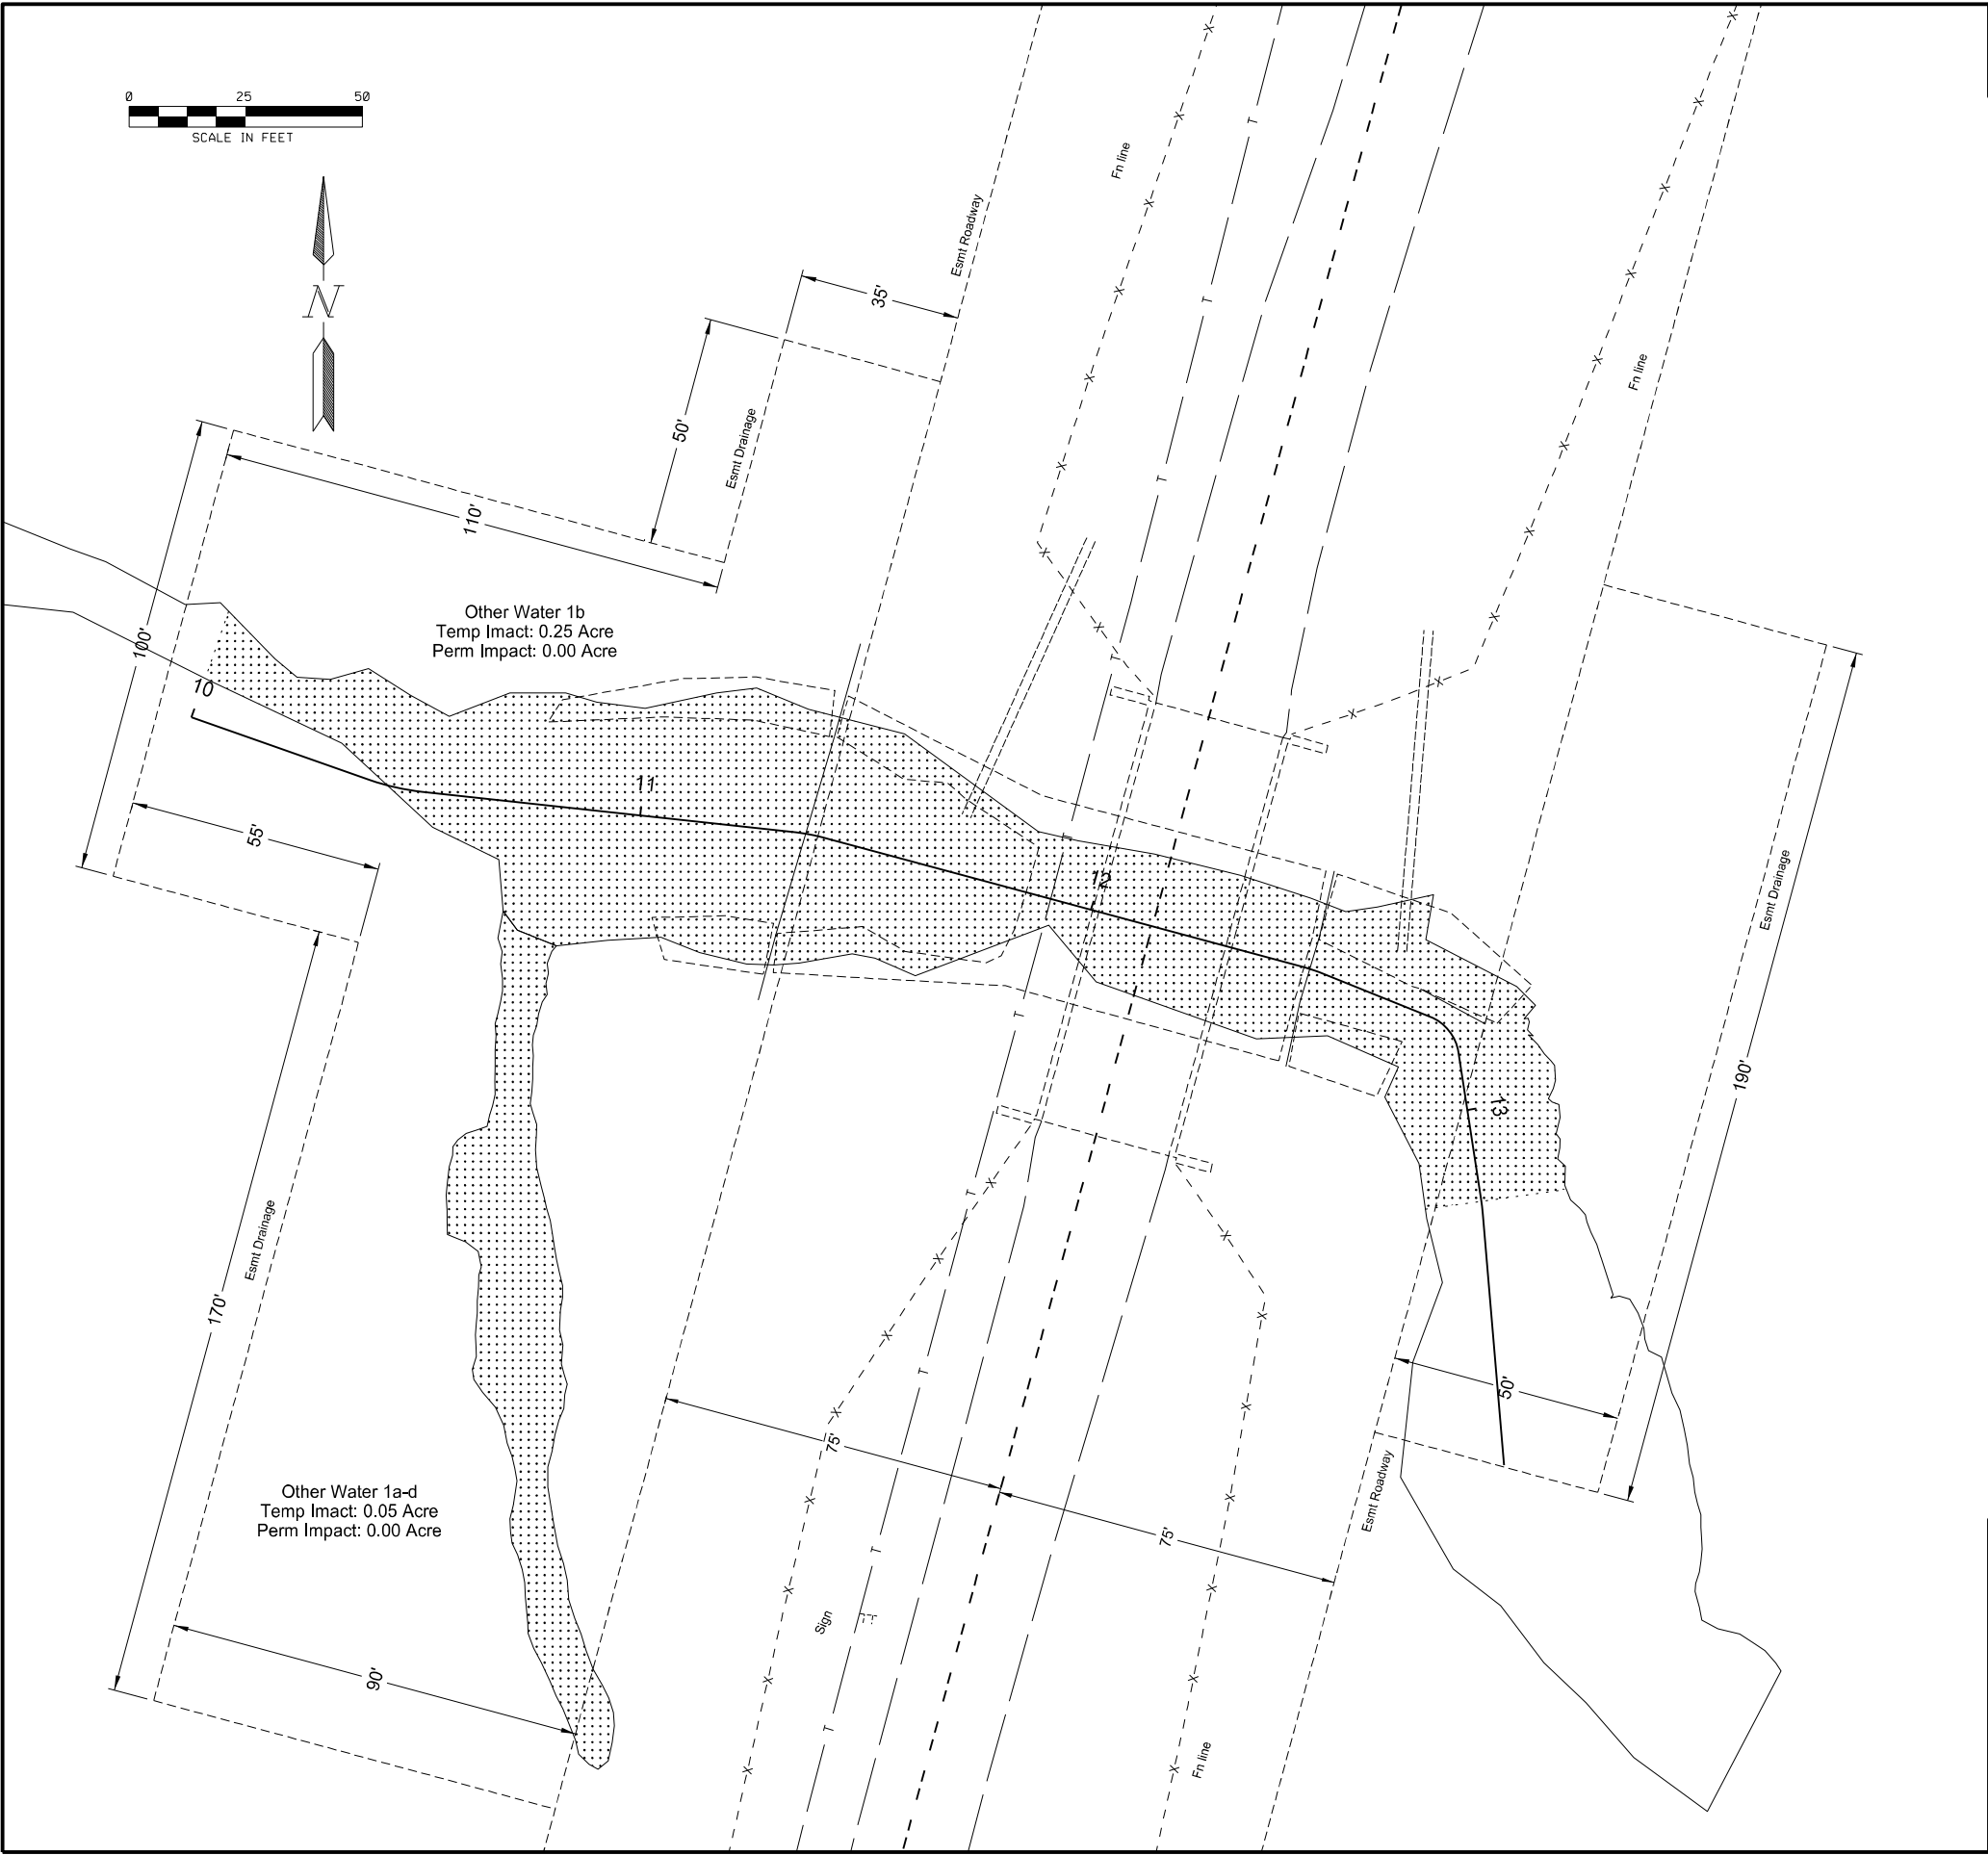 0 25 50
SCALE IN FEET
N
Fn line
Esmt Roadway
35'
50'
Esmt Drainage
Fn line
110'
100'
Other Water 1b
Temp Imact: 0.25 Acre
Perm Impact: 0.00 Acre
10
11
12
13
55'
Esmt Drainage
190'
170'
Esmt Drainage
50'
75'
75'
Esmt Roadway
Other Water 1a-d
Temp Imact: 0.05 Acre
Perm Impact: 0.00 Acre
Sign
90'
Fn line